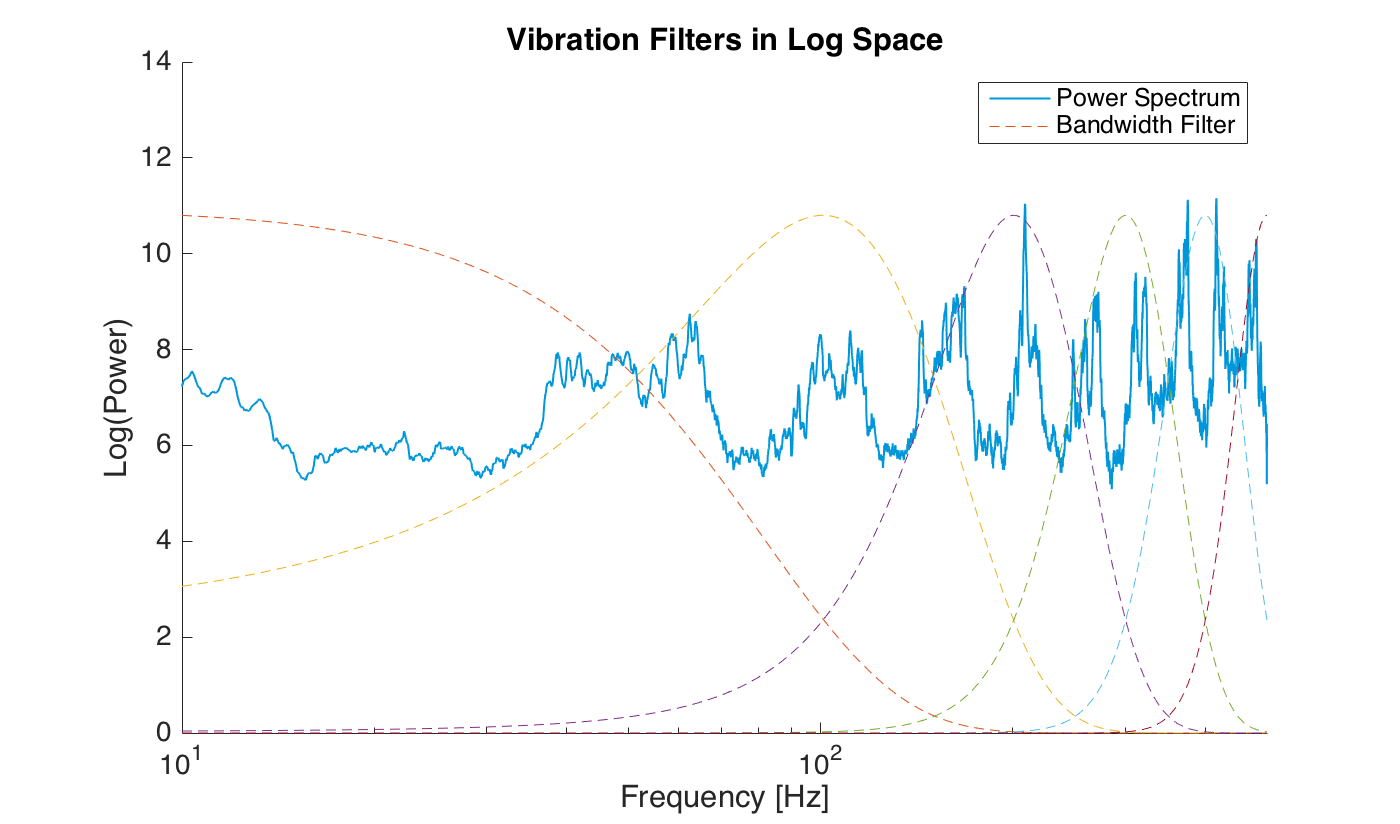 Vibration Filters in Log Space
Power Spectrum
Bandwidth Filter
14
12
10
8
6
4
2
0
Log(Power)
10^1
10^2
Frequency [Hz]